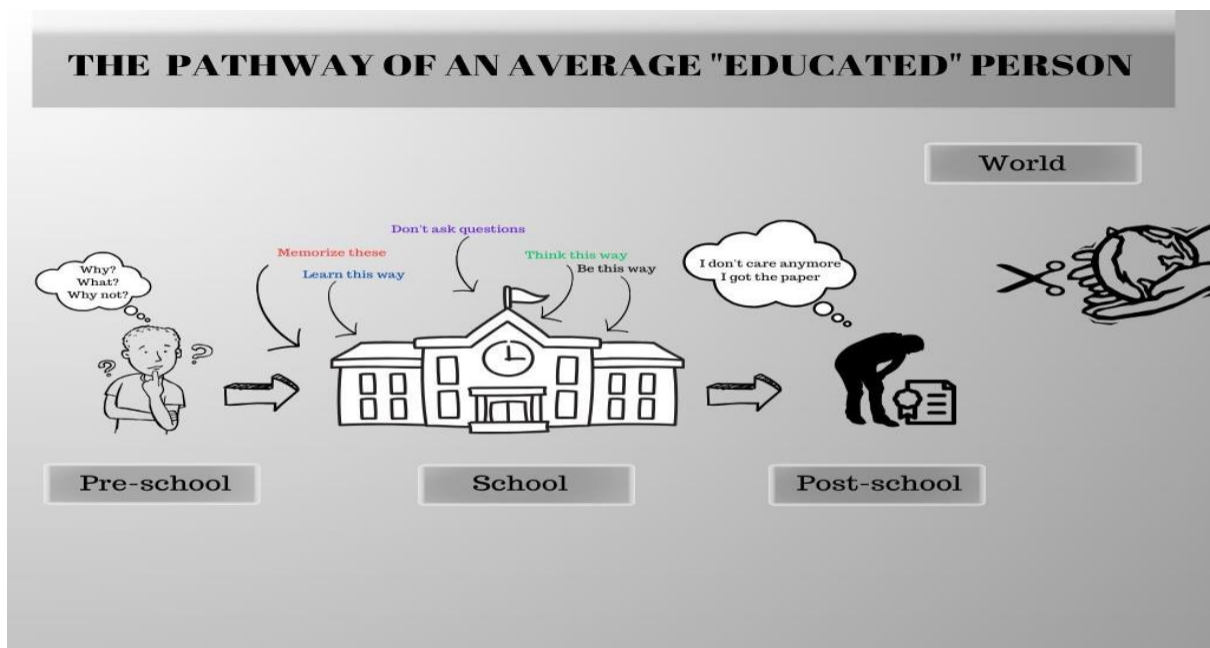 THE PATHWAY OF AN AVERAGE "EDUCATED" PERSON
World
Why?
What?
Why not?
Memorize these
Learn this way
Don't ask questions
Think this way
Be this way
I don't care anymore
I got the paper
Pre-school
School
Post-school